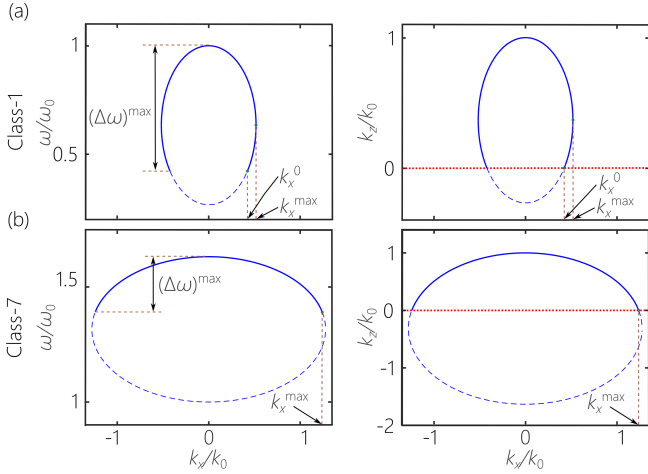 (a)
Class-1
ω/ω₀
1
0.5
(Δω)ᵐᵃˣ
kₓ⁰
kₓᵐᵃˣ
k_z/k₀
1
0
kₓ⁰
kₓᵐᵃˣ
(b)
Class-7
ω/ω₀
1.5
1
(Δω)ᵐᵃˣ
kₓᵐᵃˣ
-1
0
1
kₓ/k₀
k_z/k₀
1
0
-1
-2
kₓᵐᵃˣ
-1
0
1
kₓ/k₀